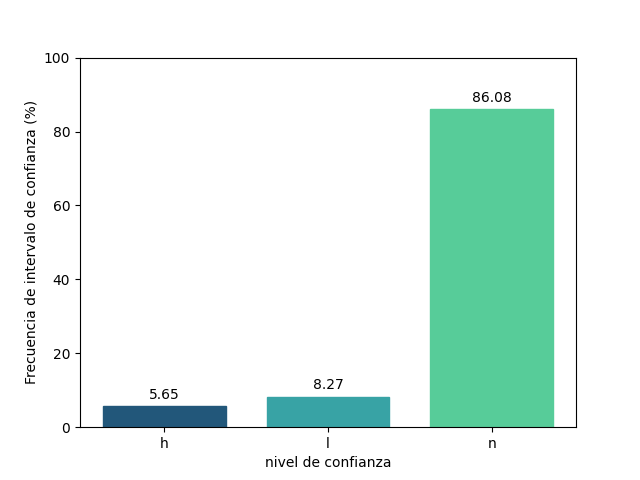 100
80
60
40
20
0
Frecuencia de intervalo de confianza (%)
5.65
8.27
86.08
h
l
n
nivel de confianza